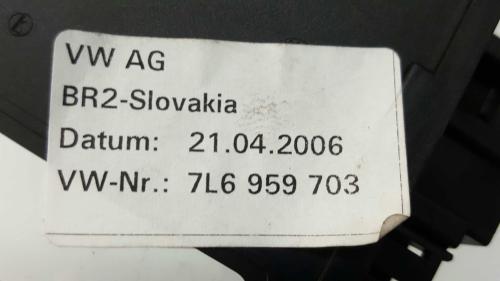 VW AG
BR2-Slovakia
Datum: 21.04.2006
VW-Nr.: 7L6 959 703